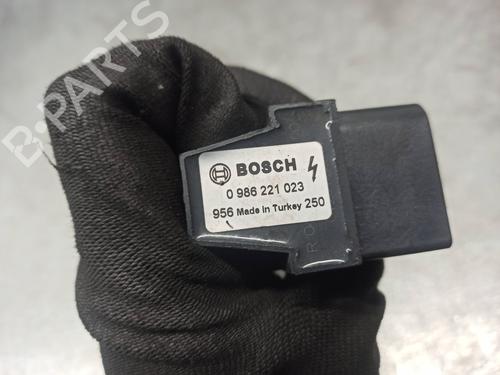 B-PARTS
BOSCH
0 986 221 023
956 Made in Turkey 250